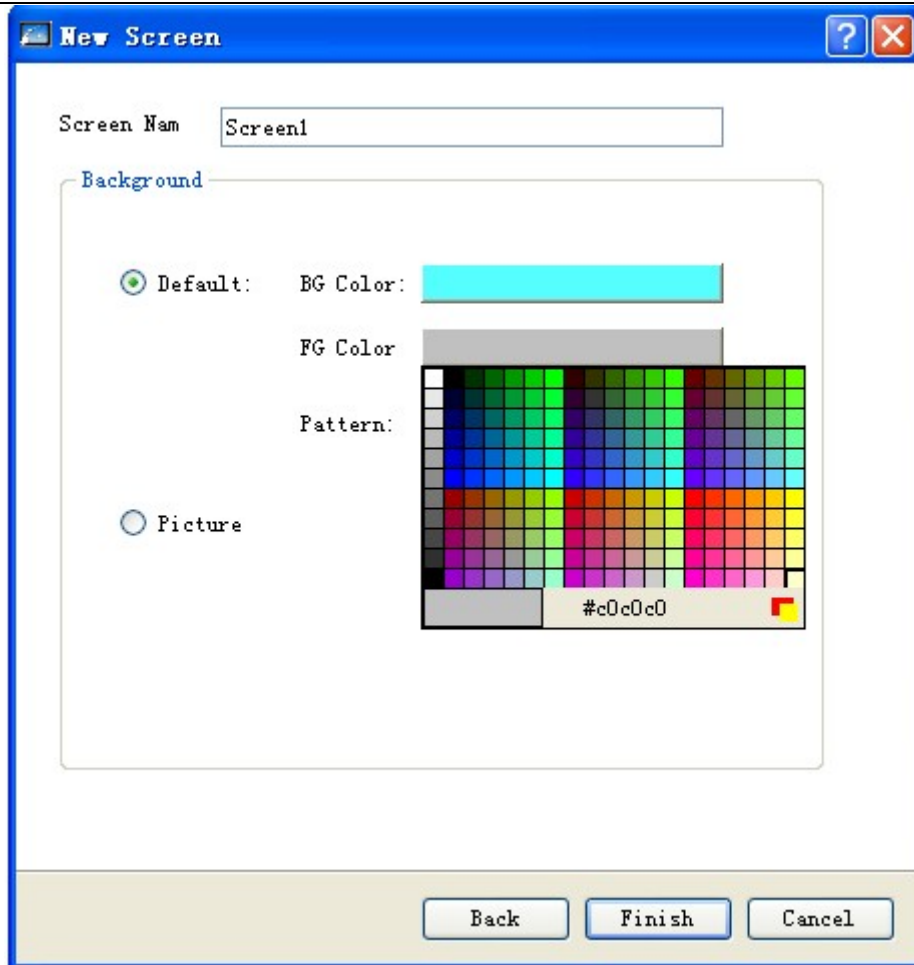 New Screen
Screen Nam Screen1
Background
Default: BG Color:
FG Color
Pattern:
Picture
#c0c0c0
Back Finish Cancel